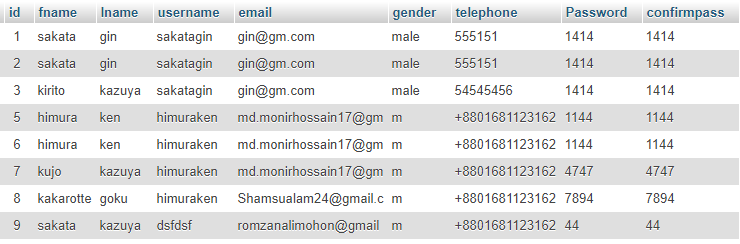 id fname lname username email gender telephone Password confirmpass
1 sakata gin sakatagin gin@gm.com male 555151 1414 1414
2 sakata gin sakatagin gin@gm.com male 555151 1414 1414
3 kirito kazuya sakatagin gin@gm.com male 54545456 1414 1414
5 himura ken himuraken md.monirhossain17@gm m +8801681123162 1144 1144
6 himura ken himuraken md.monirhossain17@gm m +8801681123162 1144 1144
7 kujo kazuya himuraken md.monirhossain17@gm m +8801681123162 4747 4747
8 kakarotte goku himuraken Shamsualam24@gmail.c m +8801681123162 7894 7894
9 sakata kazuya dsfdsf romzanalimohon@gmail m +8801681123162 44 44